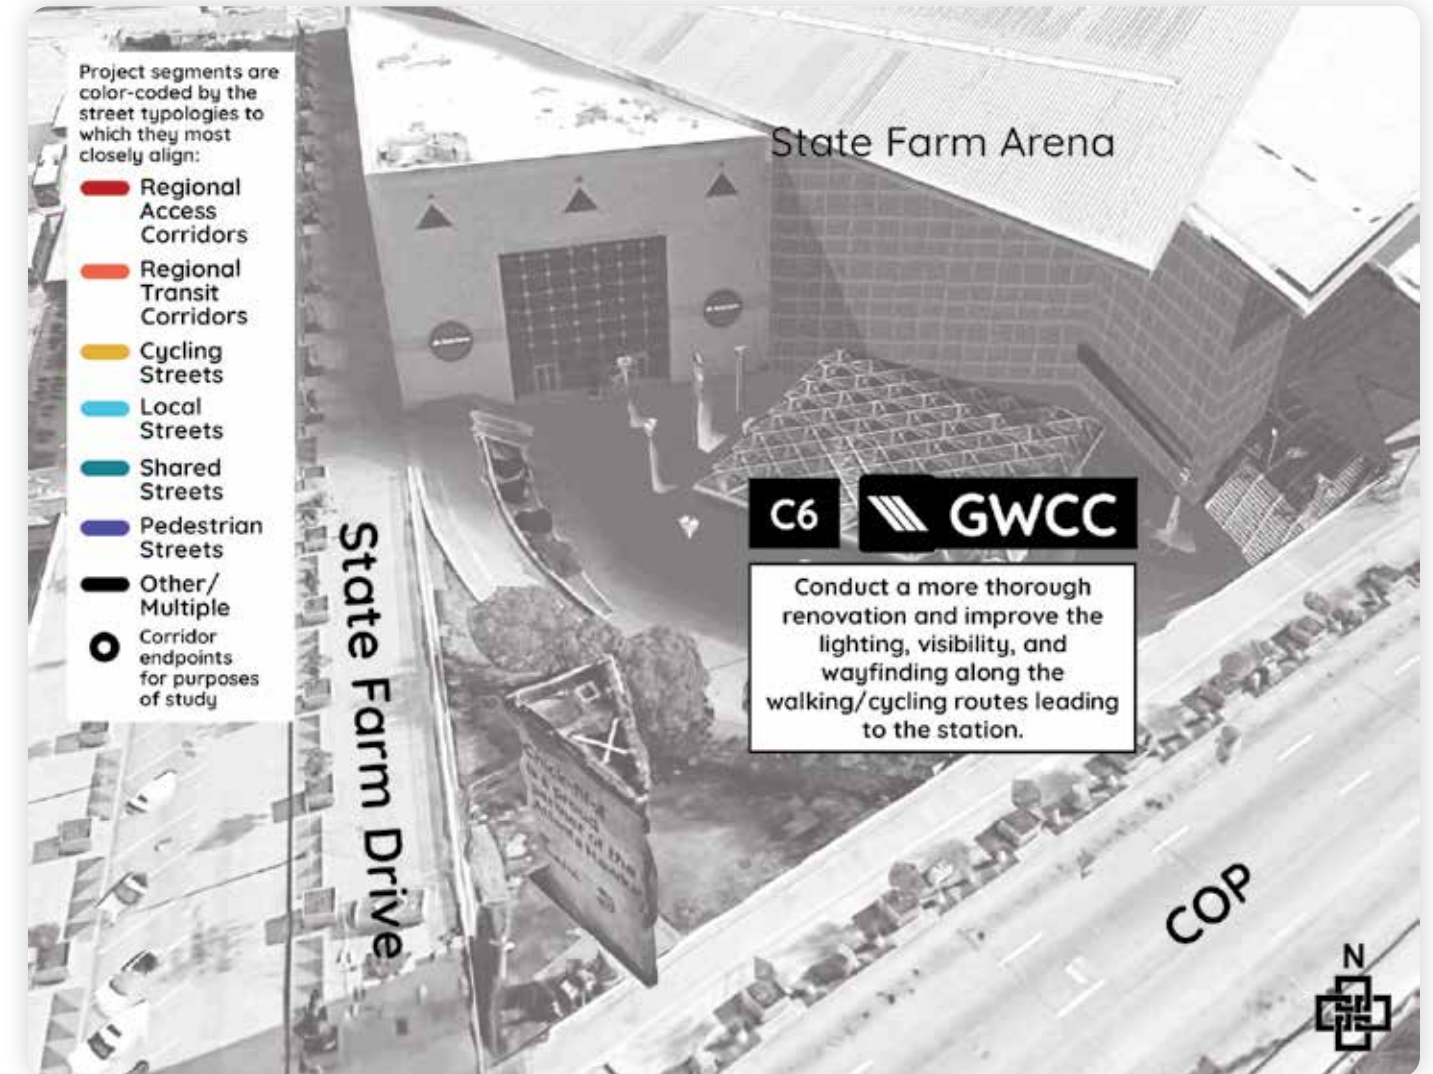 Project segments are
color-coded by the
street typologies to
which they most
closely align:
Regional
Access
Corridors
Regional
Transit
Corridors
Cycling
Streets
Local
Streets
Shared
Streets
Pedestrian
Streets
Other/
Multiple
Corridor
endpoints
for purposes
of study
State Farm Arena
C6 GWCC
Conduct a more thorough
renovation and improve the
lighting, visibility, and
wayfinding along the
walking/cycling routes leading
to the station.
State Farm Drive
COP
N